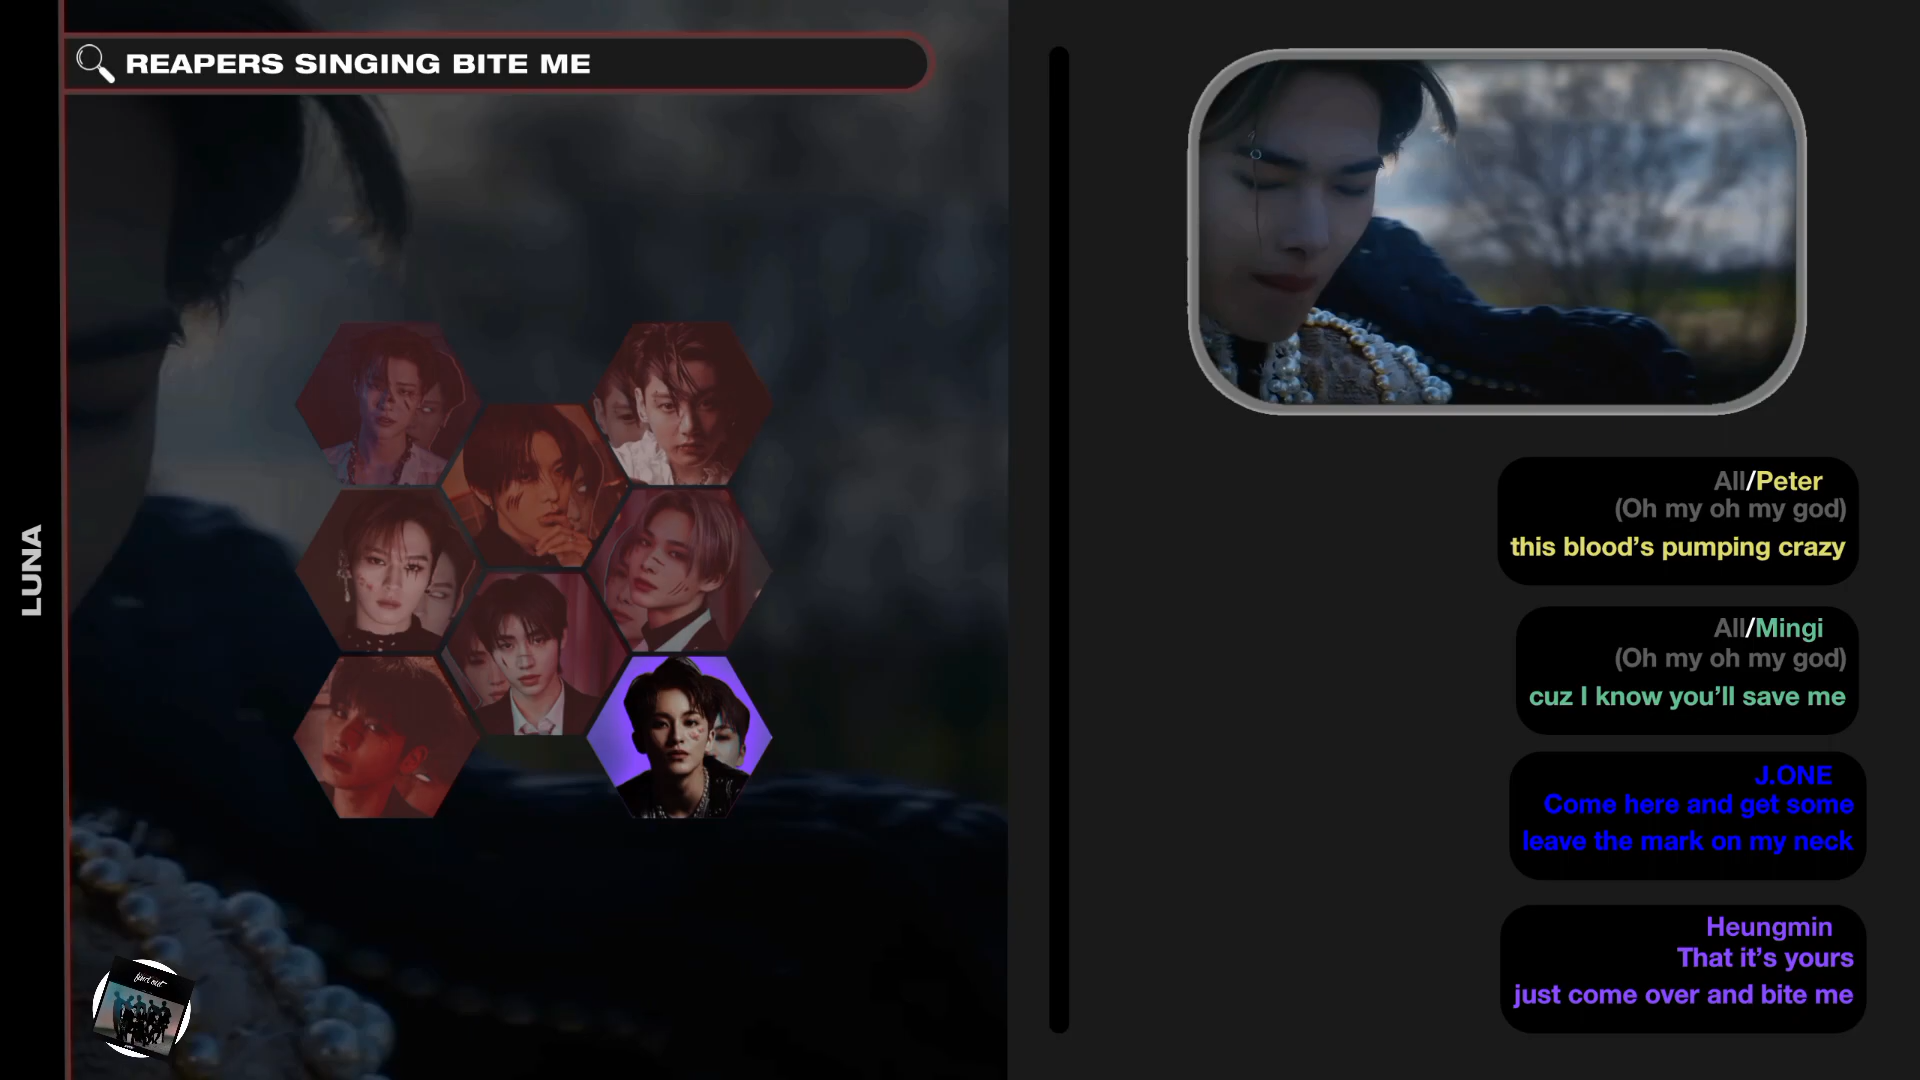 REAPERS SINGING BITE ME
LUNA
All/Peter
(Oh my oh my god)
this blood's pumping crazy
All/Mingi
(Oh my oh my god)
cuz I know you'll save me
J.ONE
Come here and get some
leave the mark on my neck
Heungmin
That it's yours
just come over and bite me